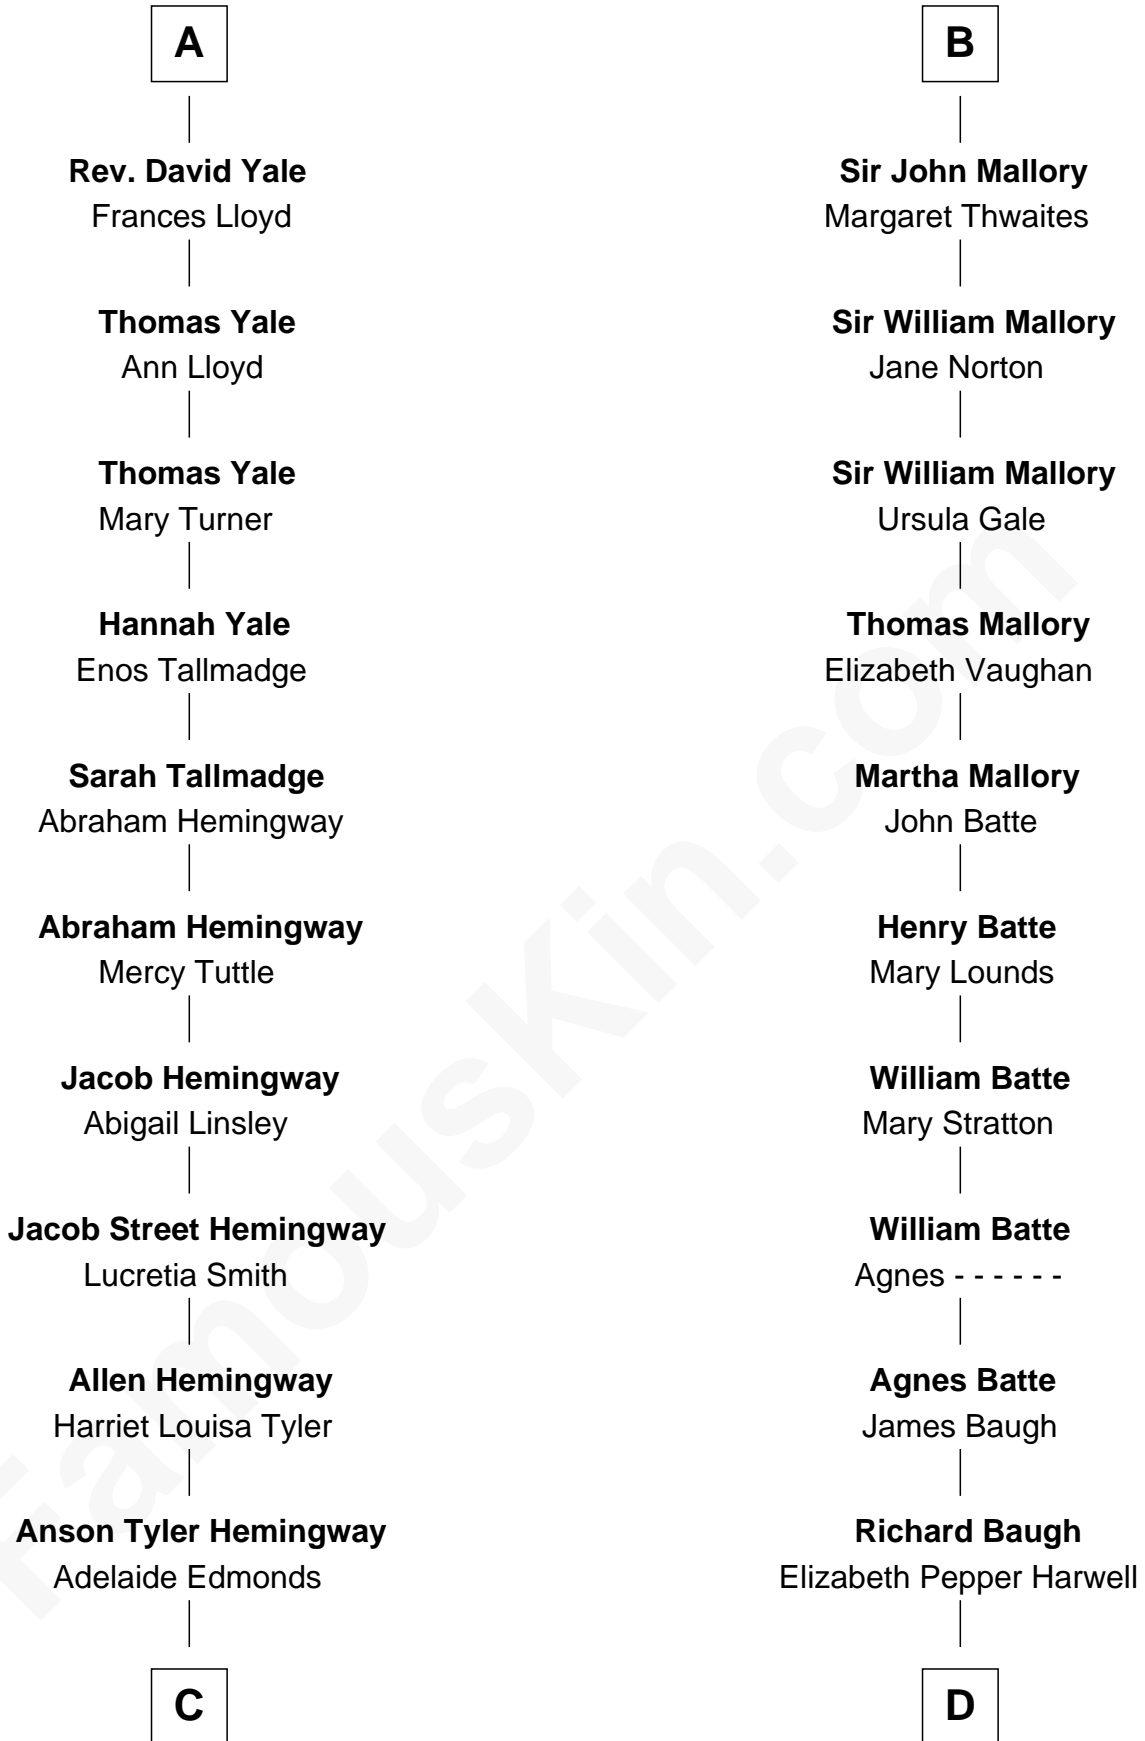 A
Rev. David Yale
Frances Lloyd
Thomas Yale
Ann Lloyd
Thomas Yale
Mary Turner
Hannah Yale
Enos Tallmadge
Sarah Tallmadge
Abraham Hemingway
Abraham Hemingway
Mercy Tuttle
Jacob Hemingway
Abigail Linsley
Jacob Street Hemingway
Lucretia Smith
Allen Hemingway
Harriet Louisa Tyler
Anson Tyler Hemingway
Adelaide Edmonds
C
B
Sir John Mallory
Margaret Thwaites
Sir William Mallory
Jane Norton
Sir William Mallory
Ursula Gale
Thomas Mallory
Elizabeth Vaughan
Martha Mallory
John Batte
Henry Batte
Mary Lounds
William Batte
Mary Stratton
William Batte
Agnes - - - - - -
Agnes Batte
James Baugh
Richard Baugh
Elizabeth Pepper Harwell
D
FamousKin.com